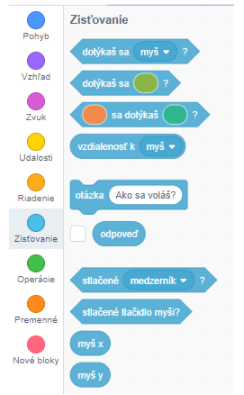 Pohyb
Vzhľad
Zvuk
Udalosti
Riadenie
Zisťovanie
Operácie
Premenné
Nové bloky
Zisťovanie
dotýkaš sa myš ?
dotýkaš sa ?
sa dotýkaš ?
vzdialenosť k myš
otázka Ako sa voláš?
odpoveď
stlačené medzerník ?
stlačené tlačidlo myši?
myš x
myš y